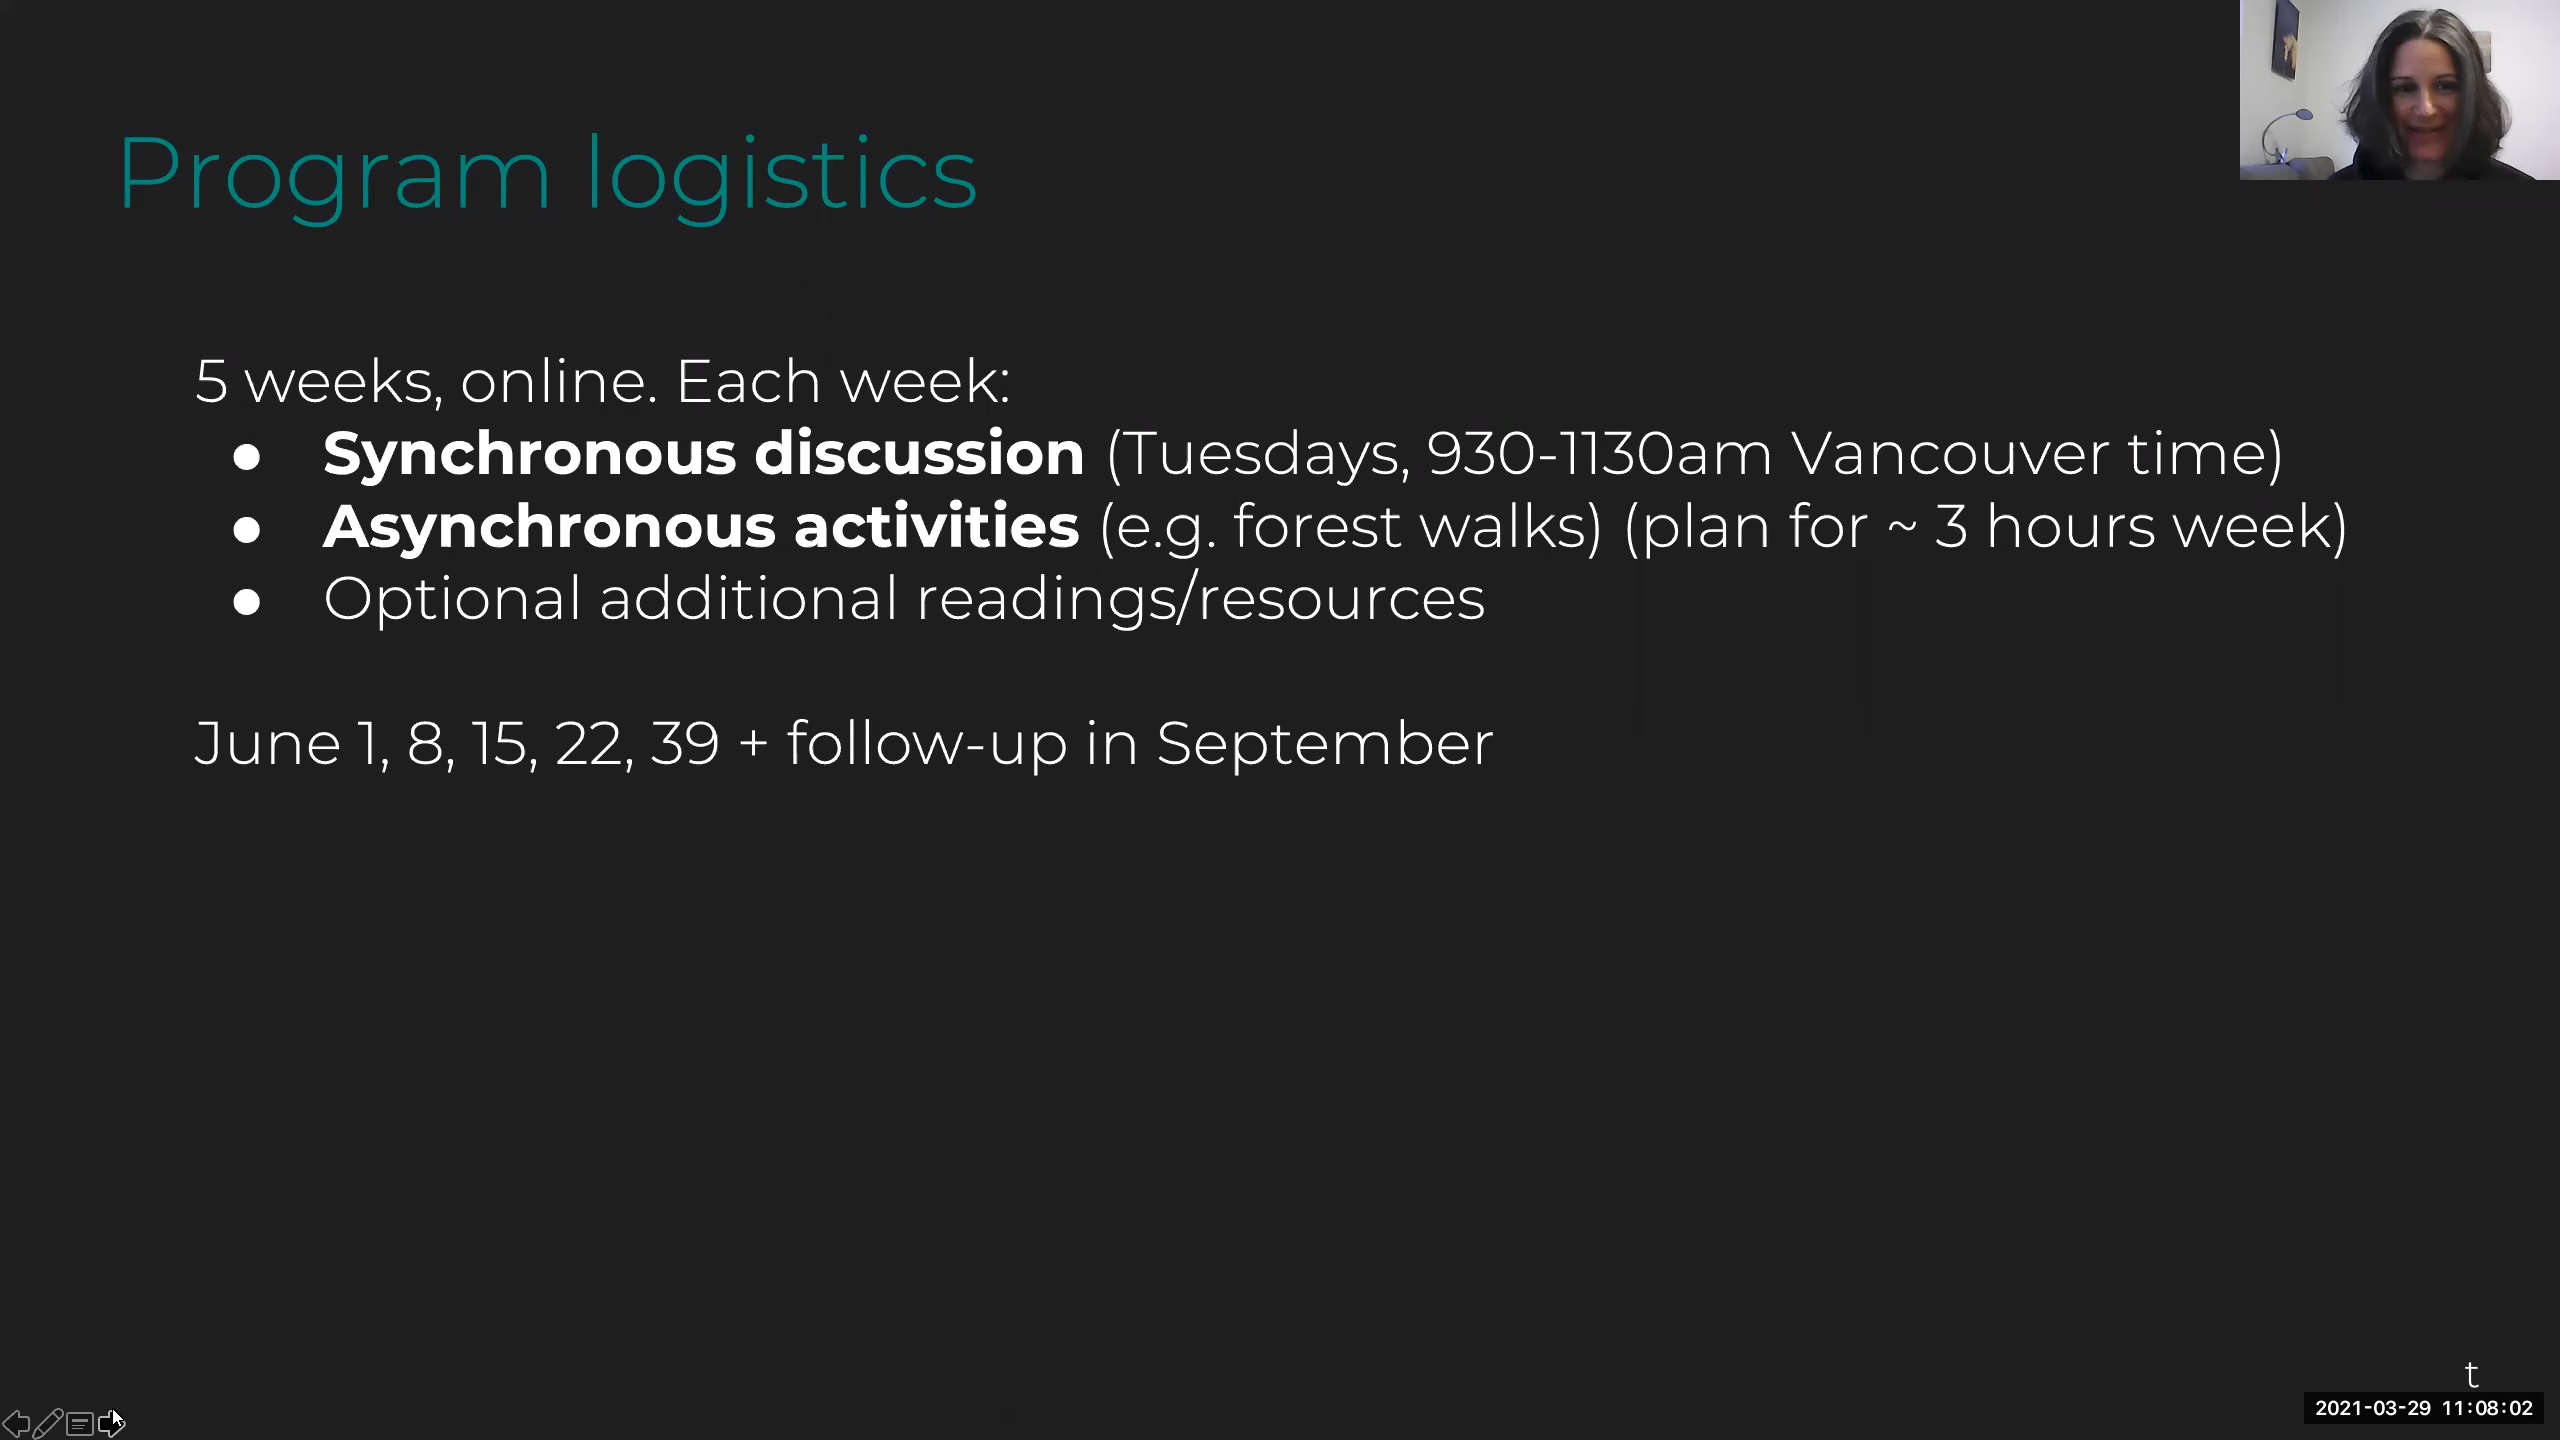 Program logistics
5 weeks, online. Each week:
● Synchronous discussion (Tuesdays, 930-1130am Vancouver time)
● Asynchronous activities (e.g. forest walks) (plan for ~ 3 hours week)
● Optional additional readings/resources
June 1, 8, 15, 22, 39 + follow-up in September
t
2021-03-29 11:08:02